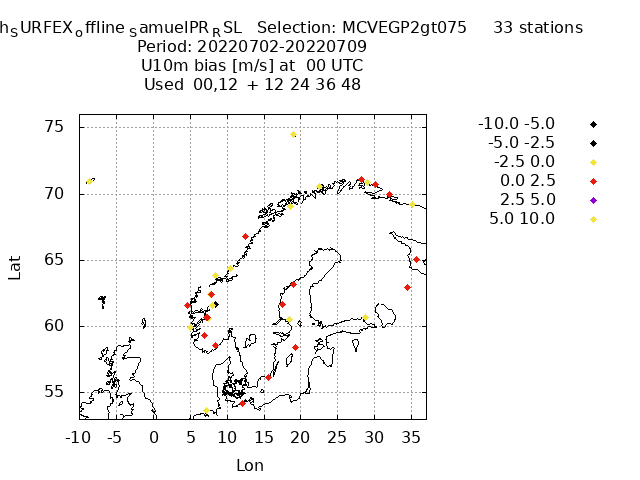 hSURFEXoffline SamuelPRRSL Selection: MCVEGP2gt075 33 stations
Period: 20220702-20220709
U10m bias [m/s] at 00 UTC
Used 00,12 + 12 24 36 48
-10.0 -5.0
-5.0 -2.5
-2.5 0.0
0.0 2.5
2.5 5.0
5.0 10.0
75
70
65
60
55
Lat
-10 -5 0 5 10 15 20 25 30 35
Lon